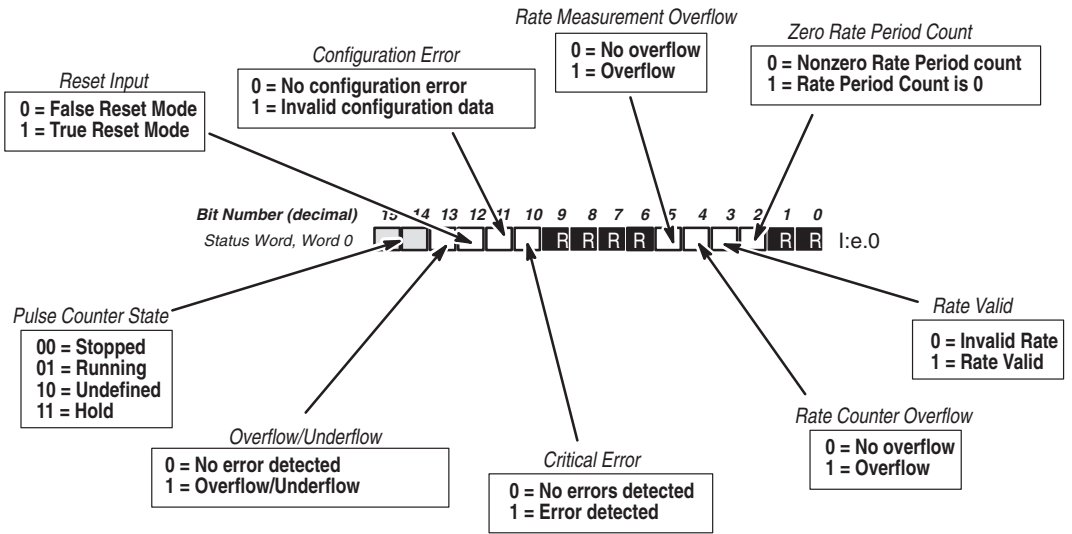 Rate Measurement Overflow
0 = No overflow
1 = Overflow
Zero Rate Period Count
0 = Nonzero Rate Period count
1 = Rate Period Count is 0
Configuration Error
0 = No configuration error
1 = Invalid configuration data
Reset Input
0 = False Reset Mode
1 = True Reset Mode
Bit Number (decimal) 15 14 13 12 11 10 9 8 7 6 5 4 3 2 1 0
Status Word, Word 0 R R R R R R I:e.0
Pulse Counter State
00 = Stopped
01 = Running
10 = Undefined
11 = Hold
Rate Valid
0 = Invalid Rate
1 = Rate Valid
Overflow/Underflow
0 = No error detected
1 = Overflow/Underflow
Critical Error
0 = No errors detected
1 = Error detected
Rate Counter Overflow
0 = No overflow
1 = Overflow